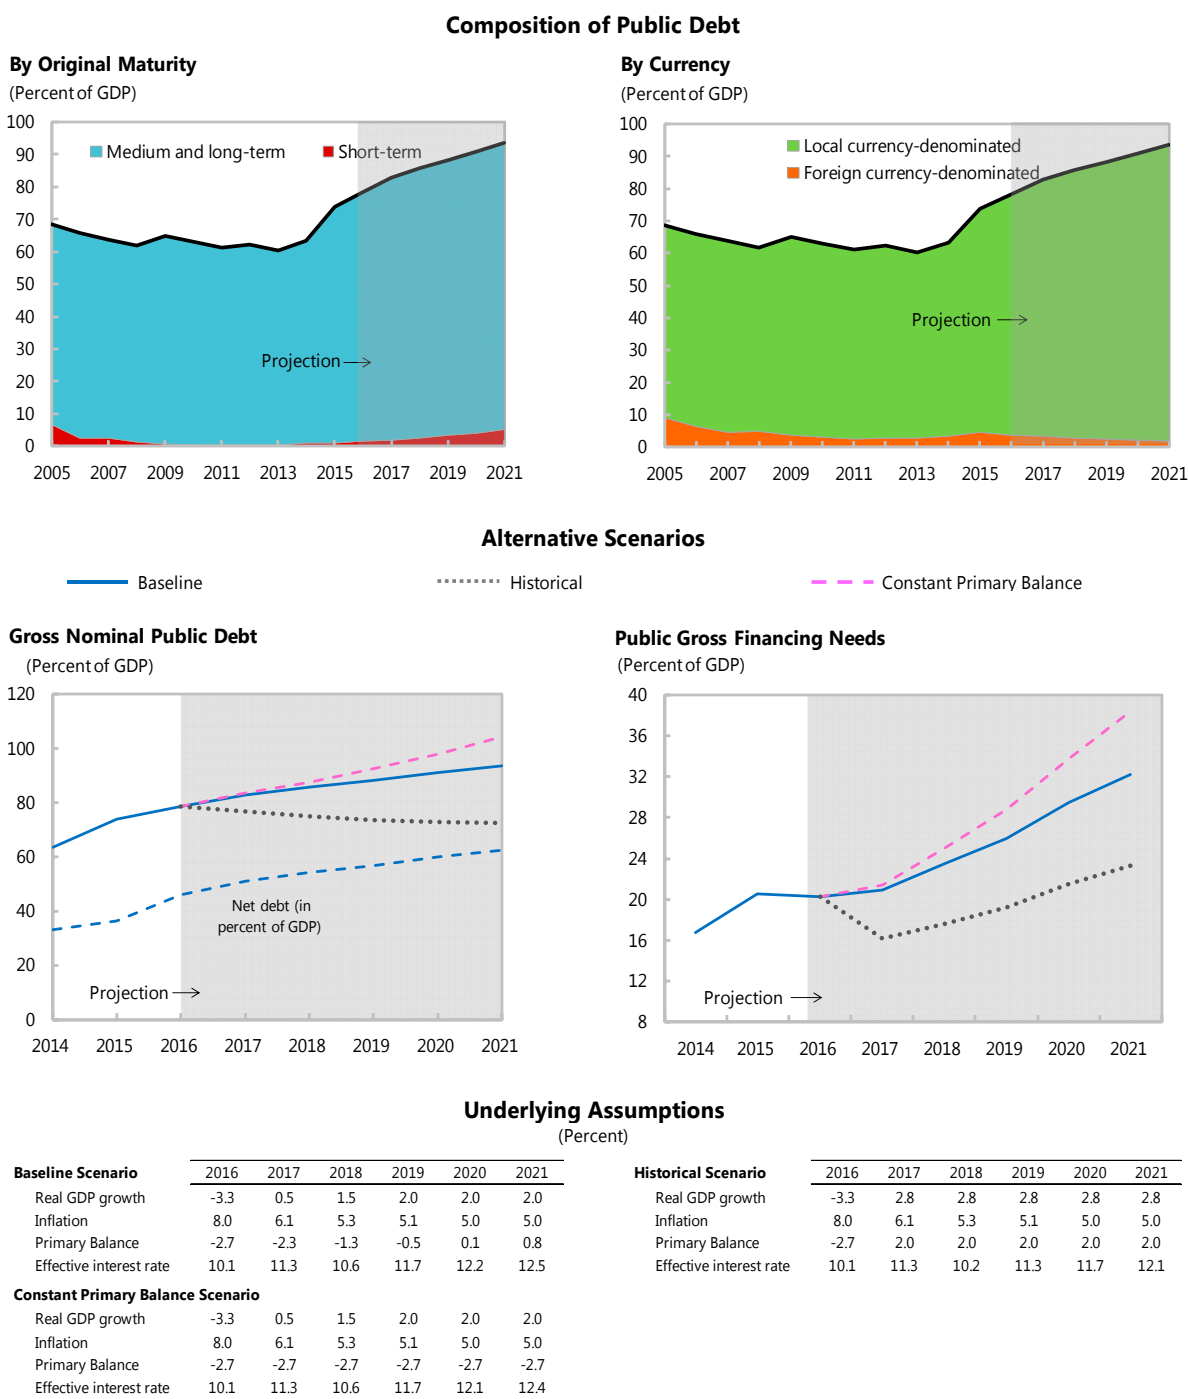 Composition of Public Debt
By Original Maturity
(Percent of GDP)
100
90
80
70
60
50
40
30
20
10
0
Medium and long-term
Short-term
Projection
2005 2007 2009 2011 2013 2015 2017 2019 2021
By Currency
(Percent of GDP)
100
90
80
70
60
50
40
30
20
10
0
Local currency-denominated
Foreign currency-denominated
Projection
2005 2007 2009 2011 2013 2015 2017 2019 2021
Alternative Scenarios
Baseline Historical Constant Primary Balance
Gross Nominal Public Debt
(Percent of GDP)
120
100
80
60
40
20
0
Net debt (in
percent of GDP)
Projection
2014 2015 2016 2017 2018 2019 2020 2021
Public Gross Financing Needs
(Percent of GDP)
40
36
32
28
24
20
16
12
8
Projection
2014 2015 2016 2017 2018 2019 2020 2021
Underlying Assumptions
(Percent)
Baseline Scenario 2016 2017 2018 2019 2020 2021
Real GDP growth -3.3 0.5 1.5 2.0 2.0 2.0
Inflation 8.0 6.1 5.3 5.1 5.0 5.0
Primary Balance -2.7 -2.3 -1.3 -0.5 0.1 0.8
Effective interest rate 10.1 11.3 10.6 11.7 12.2 12.5
Constant Primary Balance Scenario
Real GDP growth -3.3 0.5 1.5 2.0 2.0 2.0
Inflation 8.0 6.1 5.3 5.1 5.0 5.0
Primary Balance -2.7 -2.7 -2.7 -2.7 -2.7 -2.7
Effective interest rate 10.1 11.3 10.6 11.7 12.1 12.4
Historical Scenario 2016 2017 2018 2019 2020 2021
Real GDP growth -3.3 2.8 2.8 2.8 2.8 2.8
Inflation 8.0 6.1 5.3 5.1 5.0 5.0
Primary Balance -2.7 2.0 2.0 2.0 2.0 2.0
Effective interest rate 10.1 11.3 10.2 11.3 11.7 12.1